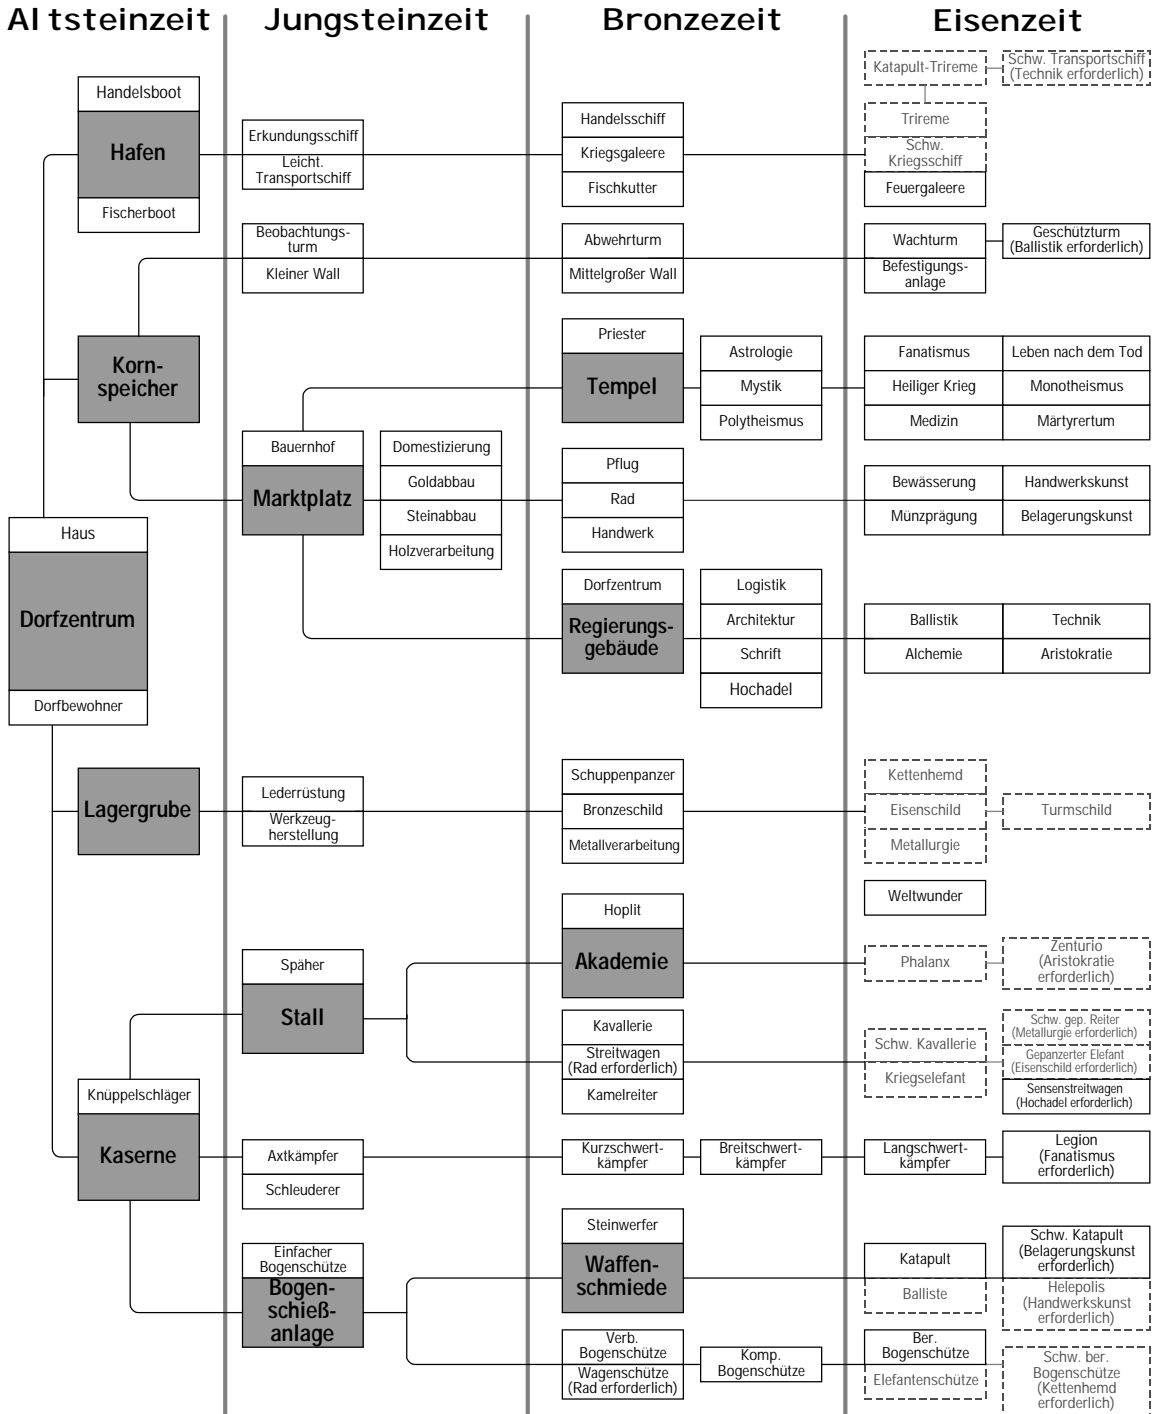 Altsteinzeit
Jungsteinzeit
Bronzezeit
Eisenzeit
Handelsboot
Hafen
Fischerboot
Erkundungsschiff
Leicht.
Transportschiff
Handelsschiff
Kriegsgaleere
Fischkutter
Katapult-Trireme
Schw. Transportschiff
(Technik erforderlich)
Trireme
Schw.
Kriegsschiff
Feuergaleere
Beobachtungs-
turm
Kleiner Wall
Abwehrturm
Mittelgroßer Wall
Wachturm
Befestigungs-
anlage
Geschützturm
(Ballistik erforderlich)
Korn-
speicher
Priester
Tempel
Astrologie
Mystik
Polytheismus
Fanatismus
Leben nach dem Tod
Heiliger Krieg
Monotheismus
Medizin
Märtyrertum
Bauernhof
Marktplatz
Domestizierung
Goldabbau
Steinabbau
Holzverarbeitung
Pflug
Rad
Handwerk
Bewässerung
Handwerkskunst
Münzprägung
Belagerungskunst
Haus
Dorfzentrum
Dorfbewohner
Dorfzentrum
Regierungs-
gebäude
Logistik
Architektur
Schrift
Hochadel
Ballistik
Technik
Alchemie
Aristokratie
Lagergrube
Lederrüstung
Werkzeug-
herstellung
Schuppenpanzer
Bronzeschild
Metallverarbeitung
Kettenhemd
Eisenschild
Metallurgie
Turmschild
Weltwunder
Hoplit
Akademie
Phalanx
Zenturio
(Aristokratie
erforderlich)
Späher
Stall
Kavallerie
Streitwagen
(Rad erforderlich)
Kamelreiter
Schw. Kavallerie
Kriegselefant
Schw. gep. Reiter
(Metallurgie erforderlich)
Gepanzerter Elefant
(Eisenschild erforderlich)
Sensenstreitwagen
(Hochadel erforderlich)
Knüppelschläger
Kaserne
Axtkämpfer
Schleuderer
Kurzschwert-
kämpfer
Breitschwert-
kämpfer
Langschwert-
kämpfer
Legion
(Fanatismus
erforderlich)
Einfacher
Bogenschütze
Bogen-
schieß-
anlage
Steinwerfer
Waffen-
schmiede
Katapult
Balliste
Schw. Katapult
(Belagerungskunst
erforderlich)
Helepolis
(Handwerkskunst
erforderlich)
Verb.
Bogenschütze
Wagenschütze
(Rad erforderlich)
Komp.
Bogenschütze
Ber.
Bogenschütze
Elefantenschütze
Schw. ber.
Bogenschütze
(Kettenhemd
erforderlich)